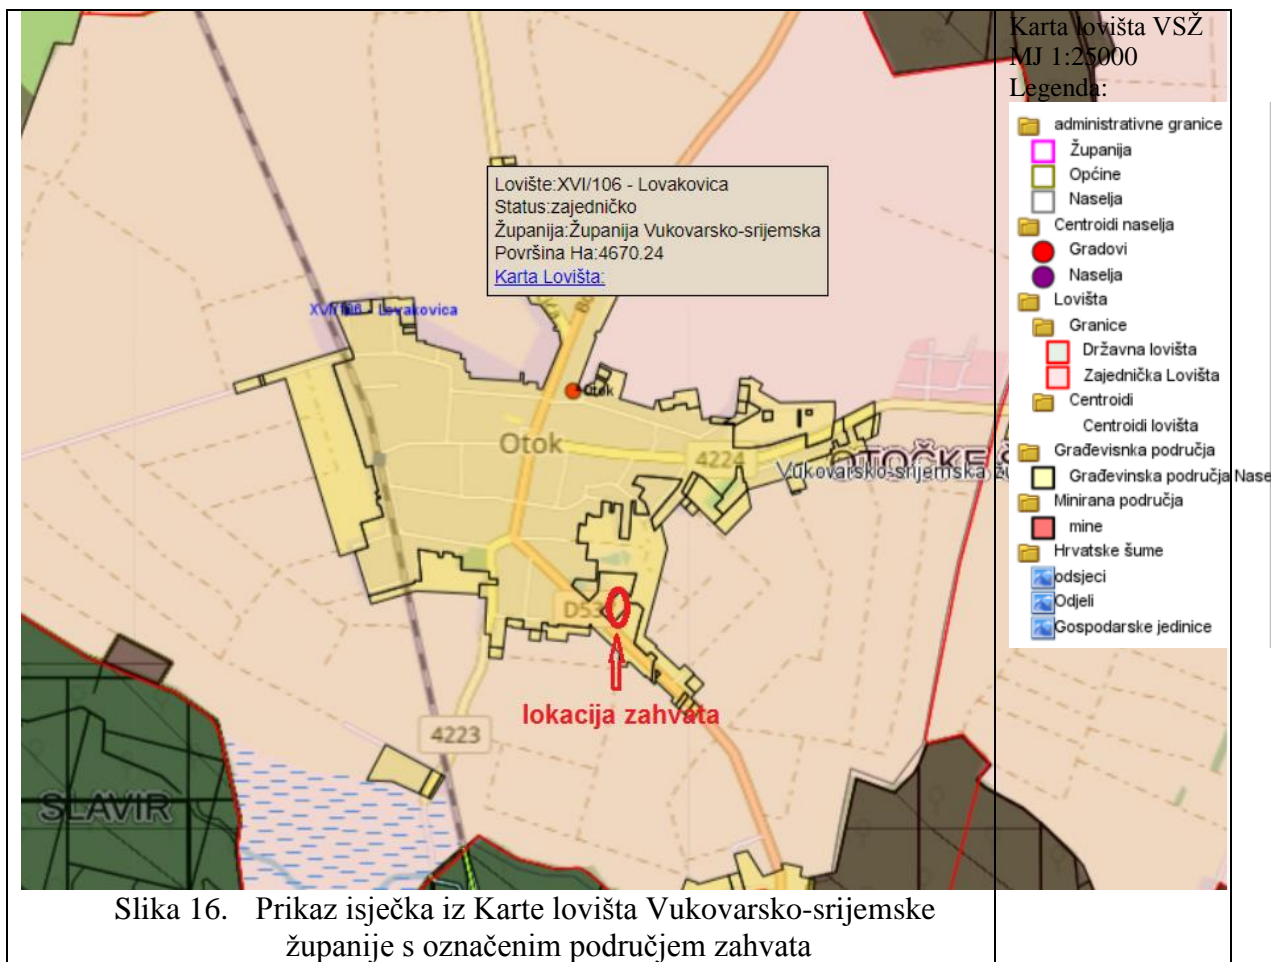 Karta lovišta VSŽ
MJ 1:25000
Legenda:
administrativne granice
Županija
Općine
Naselja
Centroidi naselja
Gradovi
Naselja
Lovišta
Granice
Državna lovišta
Zajednička Lovišta
Centroidi
Centroidi lovišta
Građevisnka područja
Građevinska područja Nase
Minirana područja
mine
Hrvatske šume
odsjeci
Odjeli
Gospodarske jedinice
Lovište:XVI/106 - Lovakovica
Status:zajedničko
Županija:Županija Vukovarsko-srijemska
Površina Ha:4670.24
Karta Lovišta:
XVI/106 - Lovakovica
Otok
Otok
4224
OTOČKE
Vukovarsko-srijemska
D53
lokacija zahvata
4223
SLAVIR
Slika 16. Prikaz isječka iz Karte lovišta Vukovarsko-srijemske
županije s označenim područjem zahvata